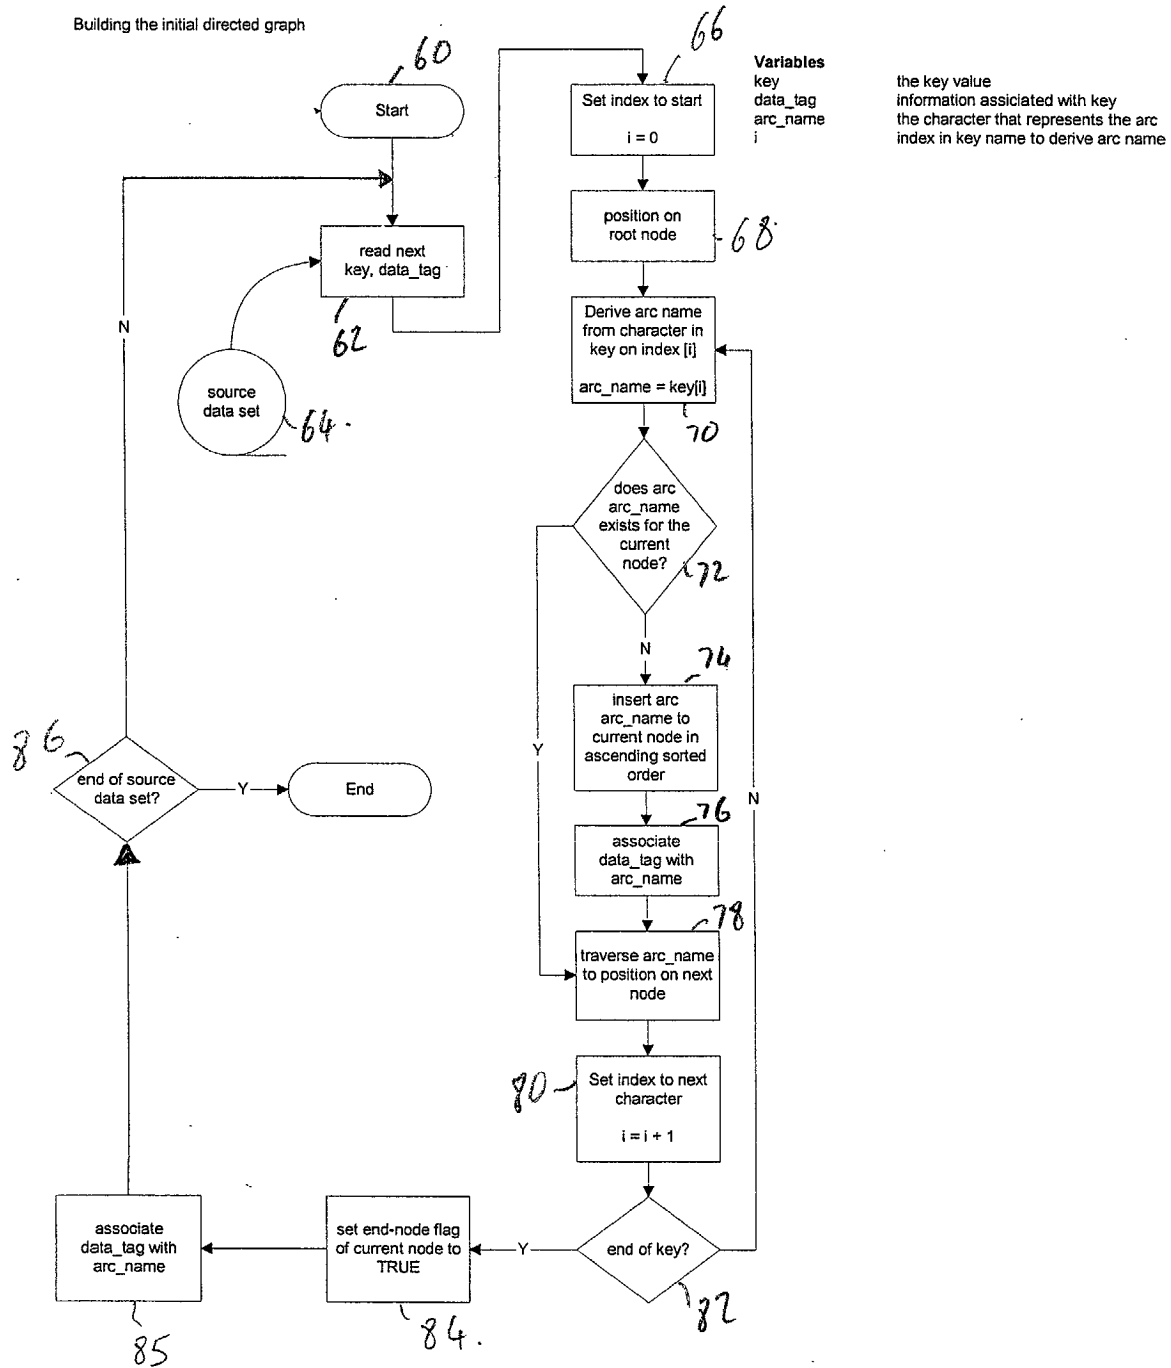 Building the initial directed graph
60
Start
66
Set index to start
i = 0
Variables
key the key value
data_tag information assiciated with key
arc_name the character that represents the arc
i index in key name to derive arc name
position on
root node
68
read next
key, data_tag
62
source
data set
64
Derive arc name
from character in
key on index [i]
arc_name = key[i]
70
does arc
arc_name
exists for the
current
node?
72
N
Y
74
insert arc
arc_name to
current node in
ascending sorted
order
76
associate
data_tag with
arc_name
78
traverse arc_name
to position on next
node
80
Set index to next
character
i = i + 1
end of key?
82
N
Y
set end-node flag
of current node to
TRUE
84.
associate
data_tag with
arc_name
85
86
end of source
data set?
Y
End
N